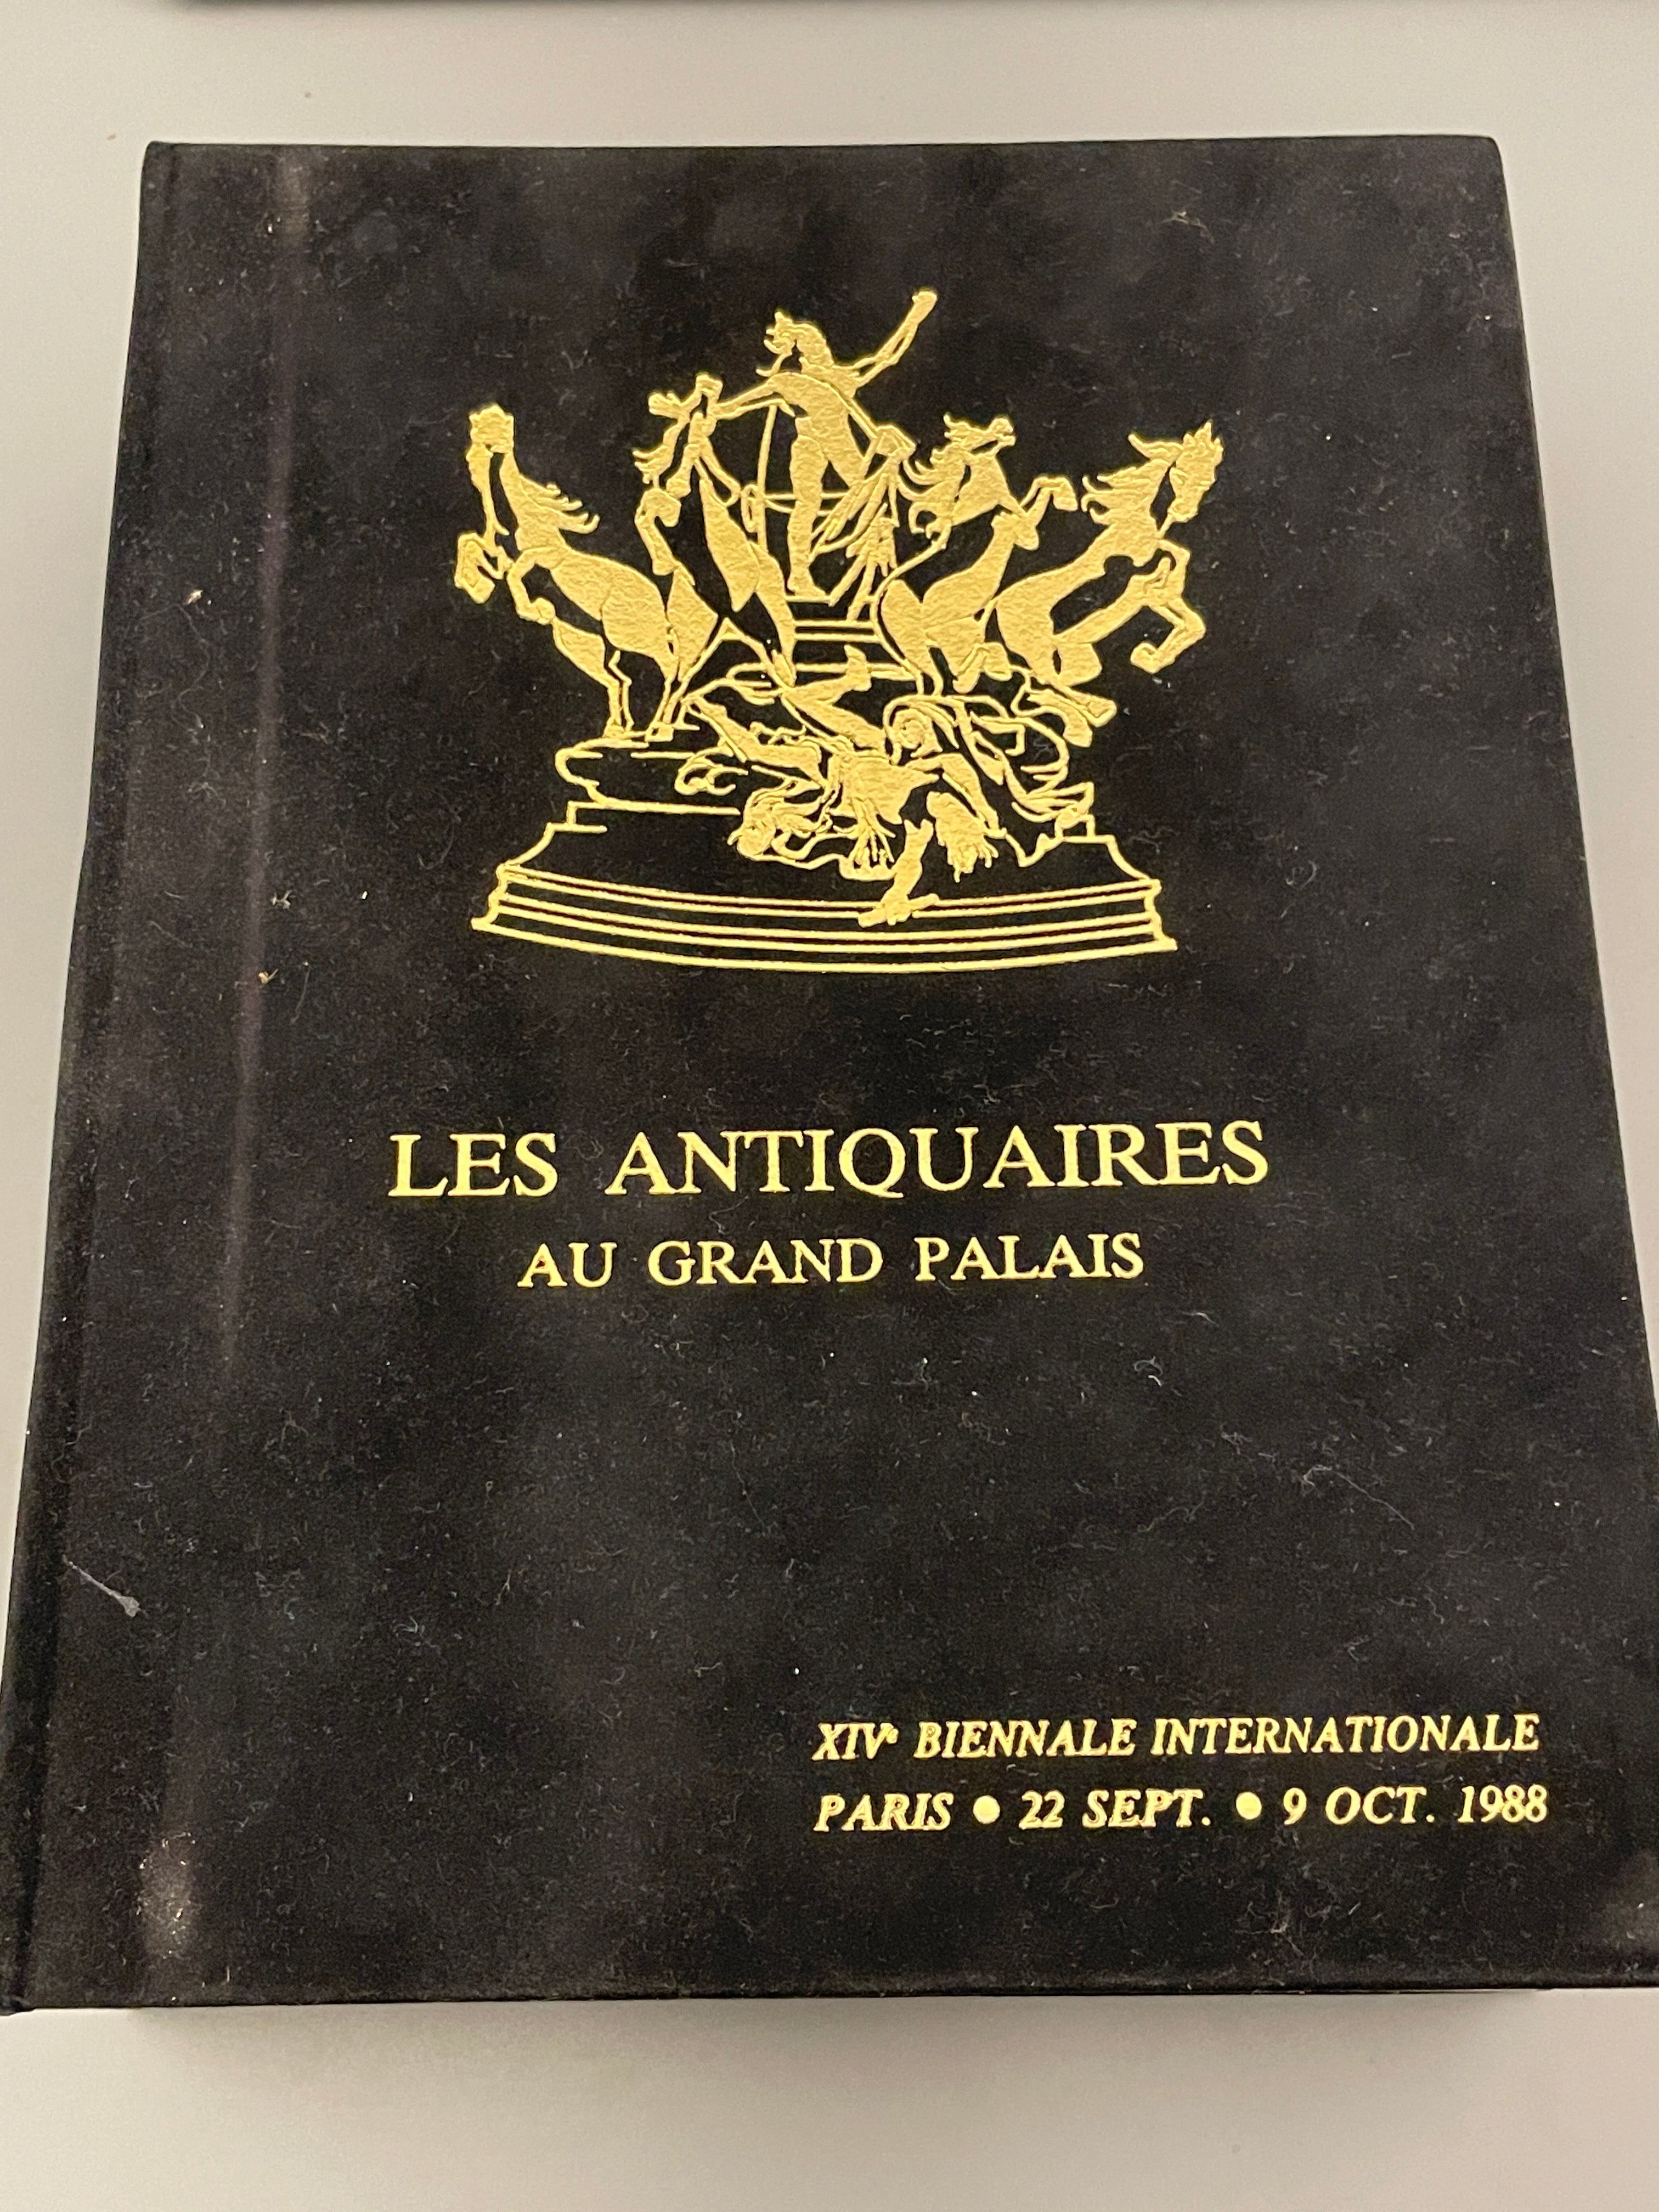 LES ANTIQUAIRES
AU GRAND PALAIS
XIVᵉ BIENNALE INTERNATIONALE
PARIS ● 22 SEPT. ● 9 OCT. 1988